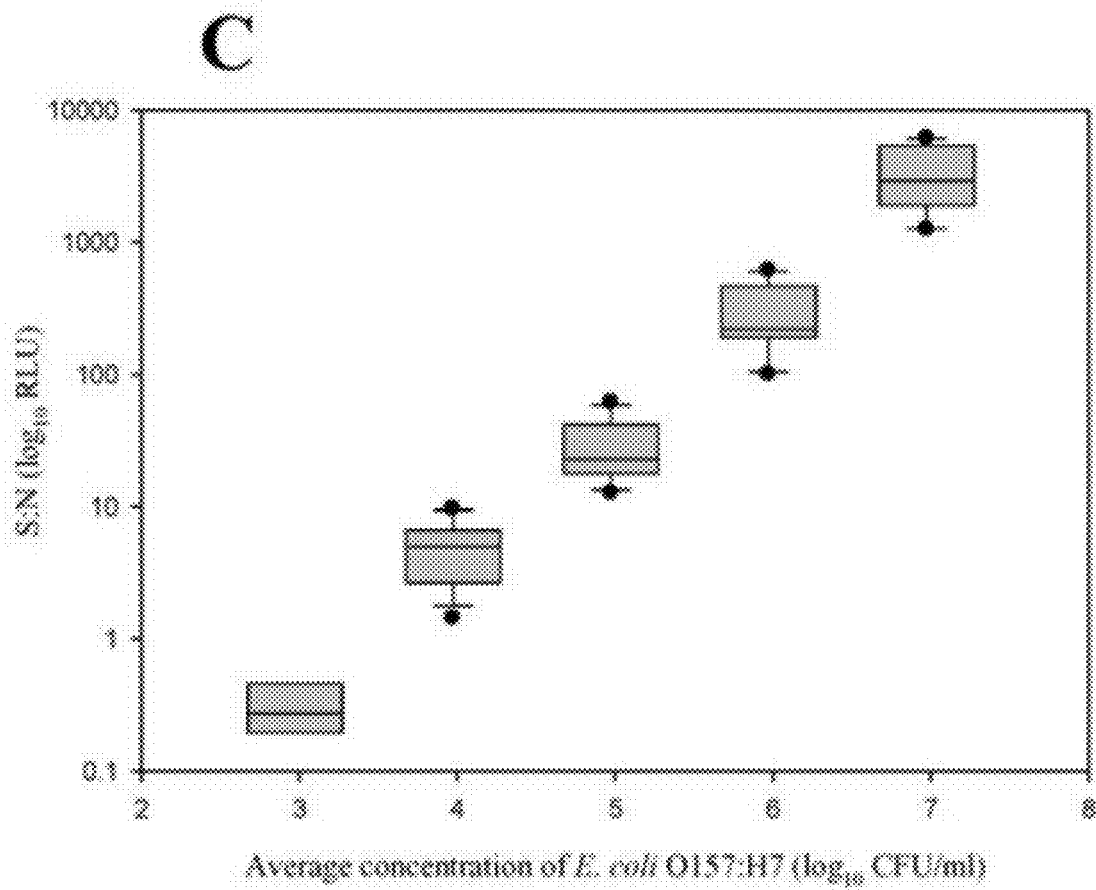 C
10000
1000
100
10
1
0.1
S:N (log₁₀ RLU)
2 3 4 5 6 7 8
Average concentration of E. coli O157:H7 (log₁₀ CFU/ml)